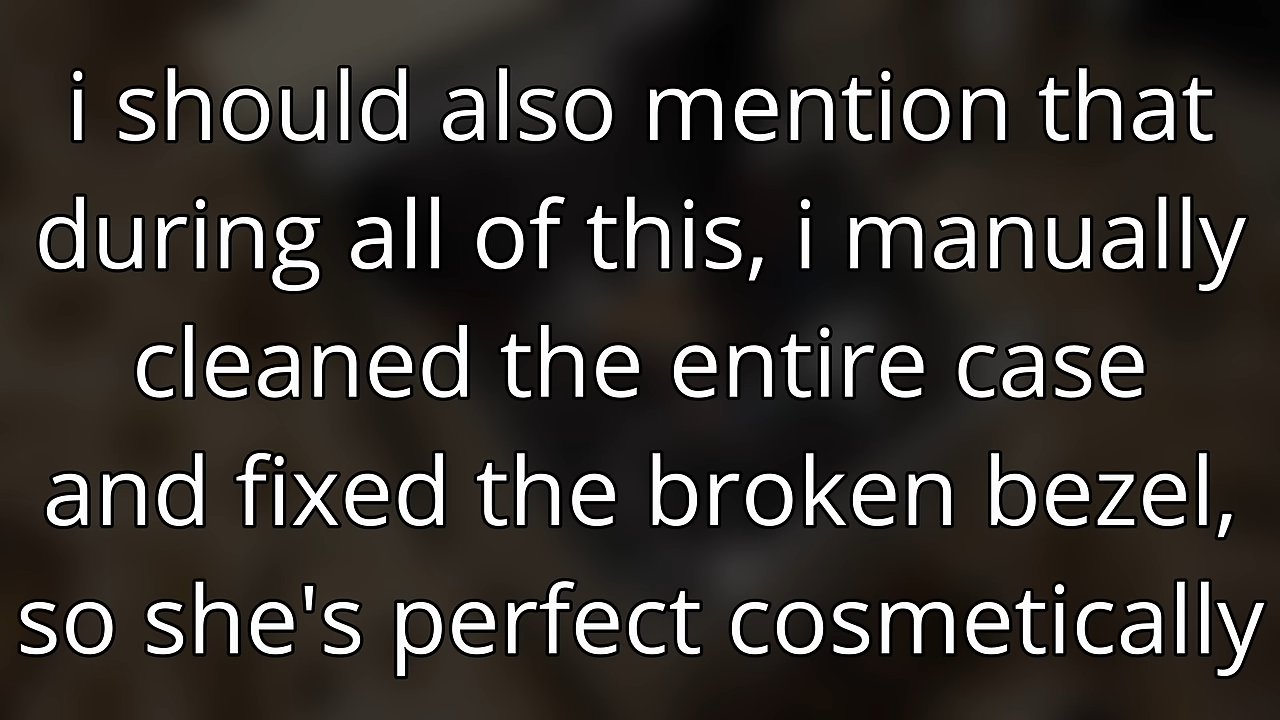 i should also mention that
during all of this, i manually
cleaned the entire case
and fixed the broken bezel,
so she's perfect cosmetically